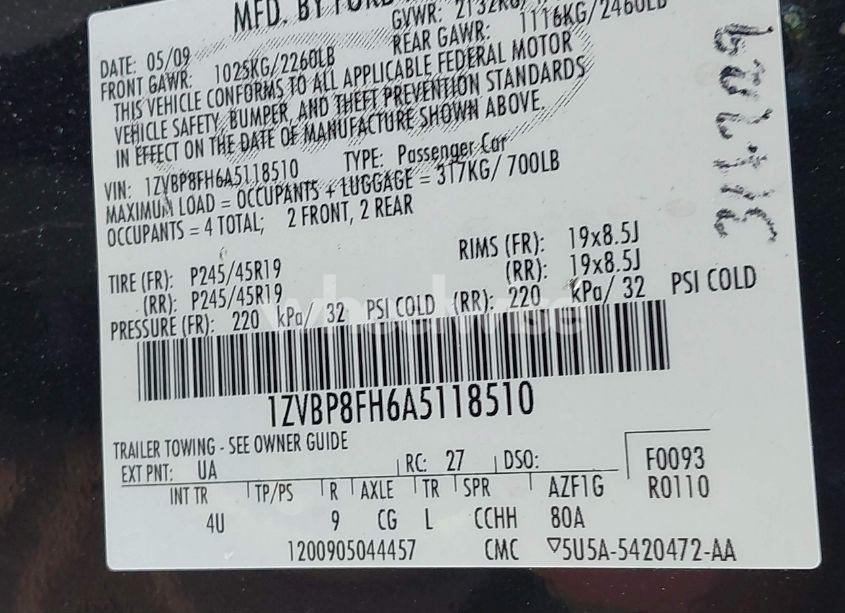 MFD. BY FORD
GVWR: 2132KG/
DATE: 05/09
FRONT GAWR: 1025KG/2260LB
REAR GAWR: 1116KG/2460LB
THIS VEHICLE CONFORMS TO ALL APPLICABLE FEDERAL MOTOR
VEHICLE SAFETY, BUMPER, AND THEFT PREVENTION STANDARDS
IN EFFECT ON THE DATE OF MANUFACTURE SHOWN ABOVE.
VIN: 1ZVBP8FH6A5118510 TYPE: Passenger Car
MAXIMUM LOAD = OCCUPANTS + LUGGAGE = 317KG/ 700LB
OCCUPANTS = 4 TOTAL; 2 FRONT, 2 REAR
TIRE (FR): P245/45R19 RIMS (FR): 19x8.5J
(RR): P245/45R19 (RR): 19x8.5J
PRESSURE (FR): 220 kPa/ 32 PSI COLD (RR): 220 kPa/ 32 PSI COLD
wheelwise
1ZVBP8FH6A5118510
TRAILER TOWING - SEE OWNER GUIDE
EXT PNT: UA RC: 27 DSO: F0093
INT TR TP/PS R AXLE TR SPR AZF1G R0110
4U 9 CG L CCHH 80A
1200905044457 CMC ▽5U5A-5420472-AA